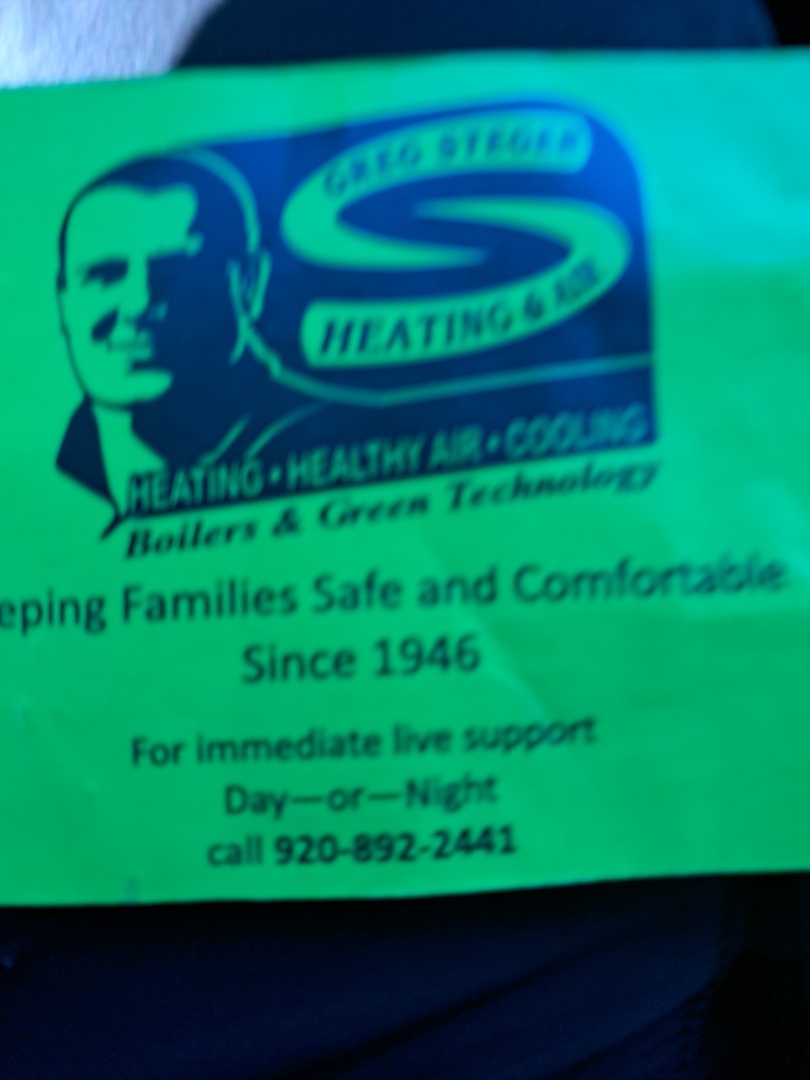 GREG STEGER
HEATING & AIR
HEATING • HEALTHY AIR • COOLING
Boilers & Green Technology
eping Families Safe and Comfortable
Since 1946
For immediate live support
Day—or—Night
call 920-892-2441